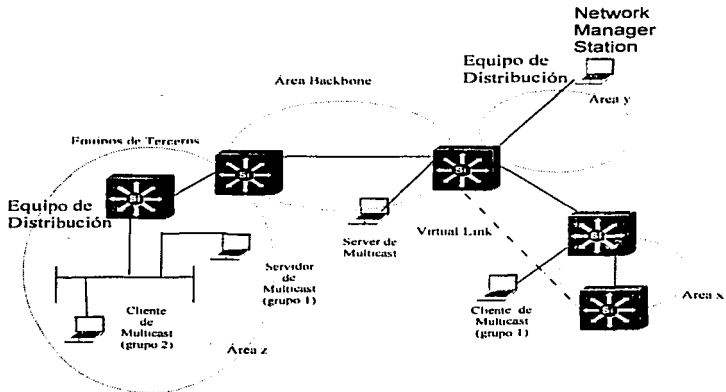 Network
Manager
Station
Equipo de
Distribución
Área Backbone
Área y
Equipos de Terceros
Si
Si
Si
Equipo de
Distribución
Si
Server de
Multicast
Virtual Link
Si
Servidor
de
Multicast
(grupo 1)
Cliente
de
Multicast
(grupo 2)
Cliente de
Multicast
(grupo 1)
Si
Area x
Área z